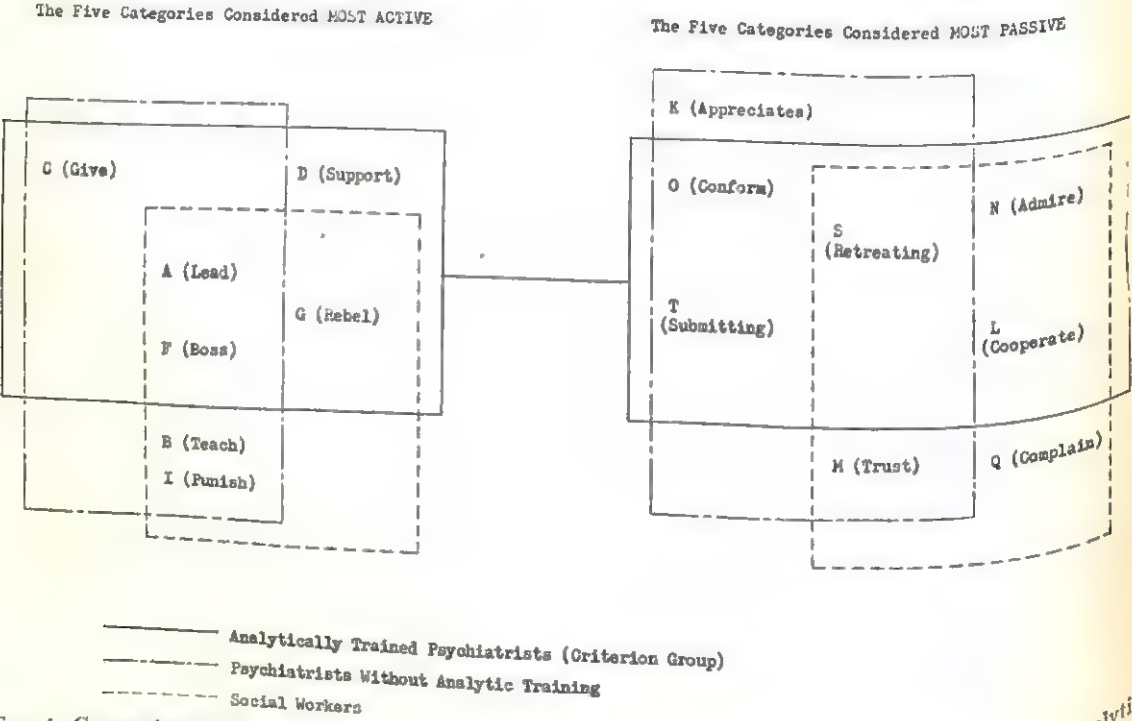 The Five Categories Considered MOST ACTIVE
The Five Categories Considered MOST PASSIVE
C (Give)
D (Support)
A (Lead)
G (Rebel)
F (Boss)
B (Teach)
I (Punish)
K (Appreciates)
O (Conform)
N (Admire)
S
(Retreating)
T
(Submitting)
L
(Cooperate)
M (Trust)
Q (Complain)
Analytically Trained Psychiatrists (Criterion Group)
Psychiatrists Without Analytic Training
Social Workers